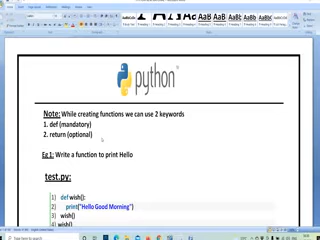 python
Note: While creating functions we can use 2 keywords
1. def (mandatory)
2. return (optional)
Eg 1: Write a function to print Hello
test.py:
1) def wish():
2) print("Hello Good Morning")
3) wish()
4) wish()